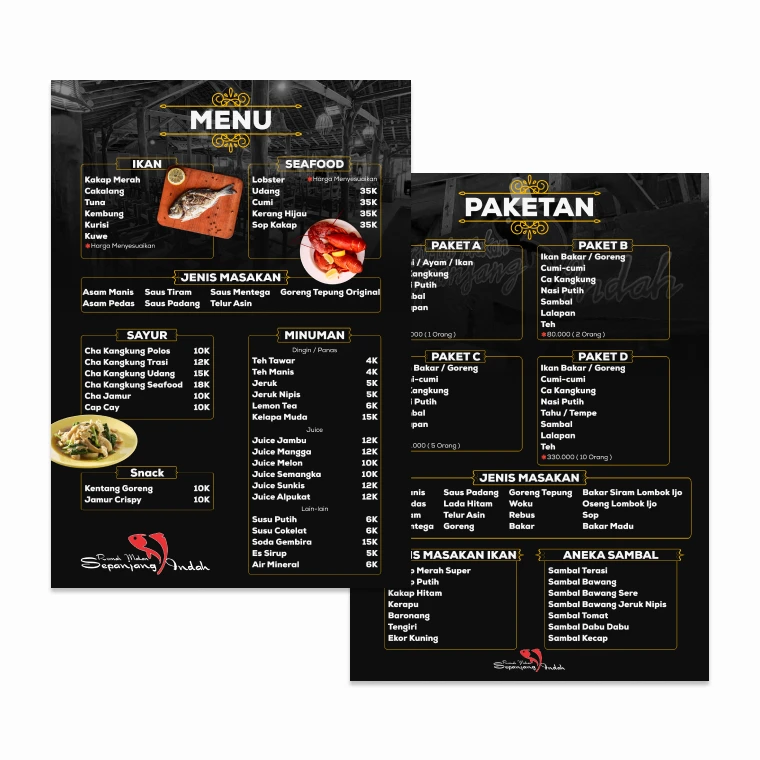 MENU
IKAN
Kakap Merah
Cakalang
Tuna
Kembung
Kurisi
Kuwe
*Harga Menyesuaikan
SEAFOOD
Lobster *Harga Menyesuaikan
Udang 35K
Cumi 35K
Kerang Hijau 35K
Sop Kakap 35K
JENIS MASAKAN
Asam Manis Saus Tiram Saus Mentega Goreng Tepung Original
Asam Pedas Saus Padang Telur Asin
SAYUR
Cha Kangkung Polos 10K
Cha Kangkung Trasi 12K
Cha Kangkung Udang 15K
Cha Kangkung Seafood 18K
Cha Jamur 10K
Cap Cay 10K
Snack
Kentang Goreng 10K
Jamur Crispy 10K
MINUMAN
Dingin / Panas
Teh Tawar 4K
Teh Manis 4K
Jeruk 5K
Jeruk Nipis 5K
Lemon Tea 6K
Kelapa Muda 15K
Juice
Juice Jambu 12K
Juice Mangga 12K
Juice Melon 10K
Juice Semangka 10K
Juice Sunkis 12K
Juice Alpukat 12K
Lain-lain
Susu Putih 6K
Susu Cokelat 6K
Soda Gembira 15K
Es Sirup 5K
Air Mineral 6K
Rumah Makan
Sepanjang Indah
PAKETAN
PAKET A
i / Ayam / Ikan
Kangkung
i Putih
bal
pan
.000 ( 1 Orang )
PAKET B
Ikan Bakar / Goreng
Cumi-cumi
Ca Kangkung
Nasi Putih
Sambal
Lalapan
Teh
*80.000 ( 2 Orang )
PAKET C
Bakar / Goreng
i-cumi
Kangkung
i Putih
bal
pan
.000 ( 5 Orang )
PAKET D
Ikan Bakar / Goreng
Cumi-cumi
Ca Kangkung
Nasi Putih
Tahu / Tempe
Sambal
Lalapan
Teh
*330.000 ( 10 Orang )
JENIS MASAKAN
nis Saus Padang Goreng Tepung Bakar Siram Lombok Ijo
das Lada Hitam Woku Oseng Lombok Ijo
m Telur Asin Rebus Sop
ntega Goreng Bakar Bakar Madu
IS MASAKAN IKAN
p Merah Super
p Putih
Kakap Hitam
Kerapu
Baronang
Tengiri
Ekor Kuning
ANEKA SAMBAL
Sambal Terasi
Sambal Bawang
Sambal Bawang Sere
Sambal Bawang Jeruk Nipis
Sambal Tomat
Sambal Dabu Dabu
Sambal Kecap
Rumah Makan
Sepanjang Indah